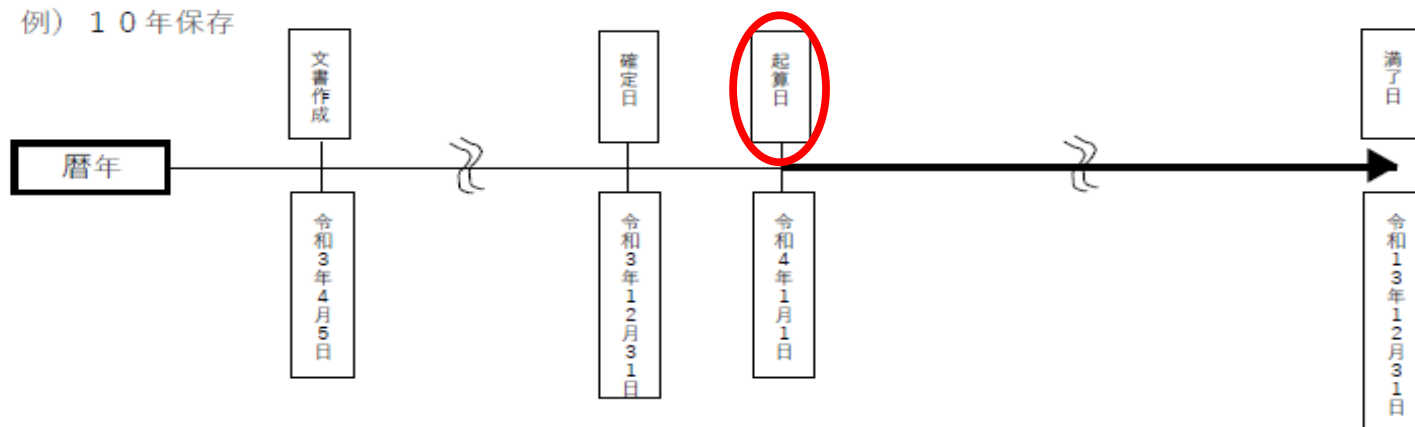 例）１０年保存
文書作成
確定日
起算日
満了日
暦年
令和３年４月５日
令和３年１２月３１日
令和４年１月１日
令和１３年１２月３１日